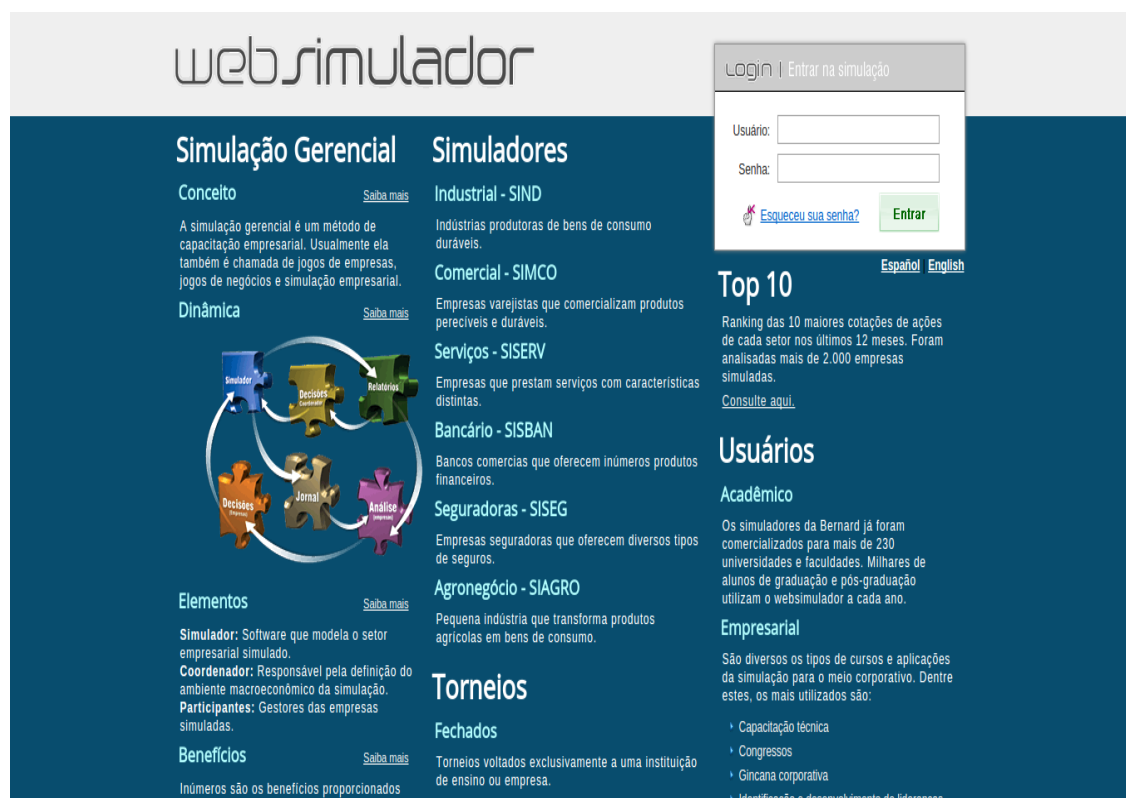 websimulador
Login | Entrar na simulação
Usuário:
Senha:
Esqueceu sua senha?
Entrar
Español | English
Simulação Gerencial
Conceito
Saiba mais
A simulação gerencial é um método de
capacitação empresarial. Usualmente ela
também é chamada de jogos de empresas,
jogos de negócios e simulação empresarial.
Dinâmica
Saiba mais
Simulador
Decisões
Coordenador
Relatórios
Decisões
(Empresas)
Jornal
Análise
(empresas)
Elementos
Saiba mais
Simulador: Software que modela o setor
empresarial simulado.
Coordenador: Responsável pela definição do
ambiente macroeconômico da simulação.
Participantes: Gestores das empresas
simuladas.
Benefícios
Saiba mais
Inúmeros são os benefícios proporcionados
Simuladores
Industrial - SIND
Indústrias produtoras de bens de consumo
duráveis.
Comercial - SIMCO
Empresas varejistas que comercializam produtos
perecíveis e duráveis.
Serviços - SISERV
Empresas que prestam serviços com características
distintas.
Bancário - SISBAN
Bancos comercias que oferecem inúmeros produtos
financeiros.
Seguradoras - SISEG
Empresas seguradoras que oferecem diversos tipos
de seguros.
Agronegócio - SIAGRO
Pequena indústria que transforma produtos
agrícolas em bens de consumo.
Torneios
Fechados
Torneios voltados exclusivamente a uma instituição
de ensino ou empresa.
Top 10
Ranking das 10 maiores cotações de ações
de cada setor nos últimos 12 meses. Foram
analisadas mais de 2.000 empresas
simuladas.
Consulte aqui.
Usuários
Acadêmico
Os simuladores da Bernard já foram
comercializados para mais de 230
universidades e faculdades. Milhares de
alunos de graduação e pós-graduação
utilizam o websimulador a cada ano.
Empresarial
São diversos os tipos de cursos e aplicações
da simulação para o meio corporativo. Dentre
estes, os mais utilizados são:
Capacitação técnica
Congressos
Gincana corporativa
Identificação e desenvolvimento de lideranças